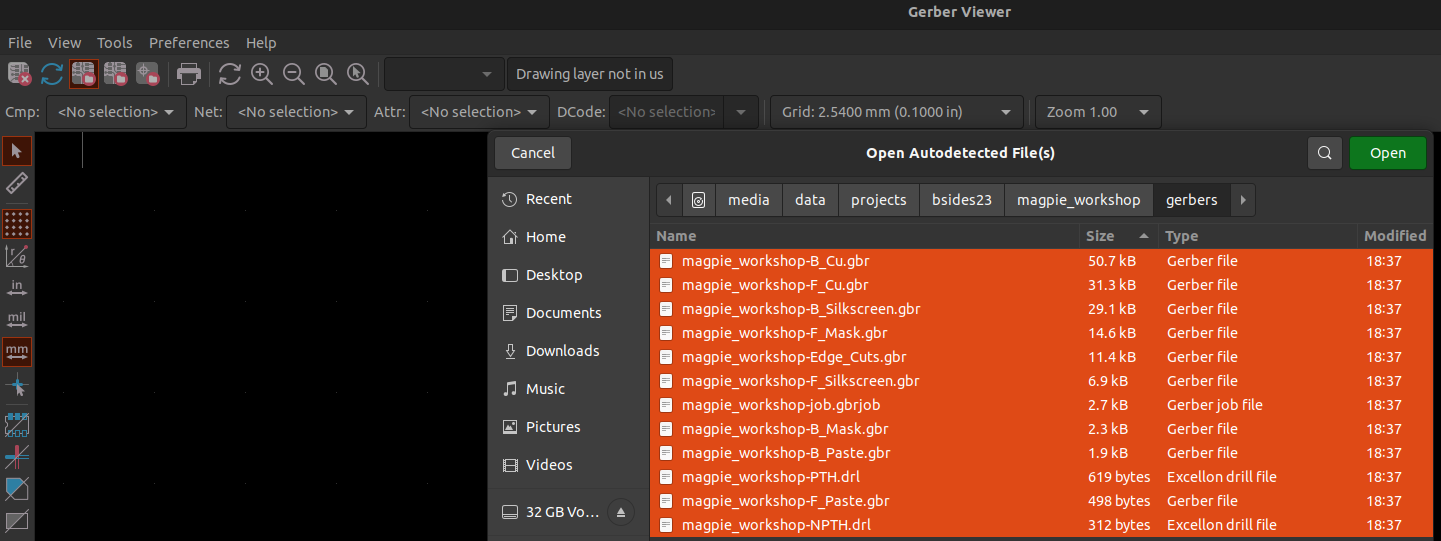 Gerber Viewer
File View Tools Preferences Help
Drawing layer not in us
Cmp: <No selection> Net: <No selection> Attr: <No selection> DCode: <No selection> Grid: 2.5400 mm (0.1000 in) Zoom 1.00
Cancel Open Autodetected File(s) Open
Recent
Home
Desktop
Documents
Downloads
Music
Pictures
Videos
32 GB Vo...
media data projects bsides23 magpie_workshop gerbers
Name Size Type Modified
magpie_workshop-B_Cu.gbr 50.7 kB Gerber file 18:37
magpie_workshop-F_Cu.gbr 31.3 kB Gerber file 18:37
magpie_workshop-B_Silkscreen.gbr 29.1 kB Gerber file 18:37
magpie_workshop-F_Mask.gbr 14.6 kB Gerber file 18:37
magpie_workshop-Edge_Cuts.gbr 11.4 kB Gerber file 18:37
magpie_workshop-F_Silkscreen.gbr 6.9 kB Gerber file 18:37
magpie_workshop-job.gbrjob 2.7 kB Gerber job file 18:37
magpie_workshop-B_Mask.gbr 2.3 kB Gerber file 18:37
magpie_workshop-B_Paste.gbr 1.9 kB Gerber file 18:37
magpie_workshop-PTH.drl 619 bytes Excellon drill file 18:37
magpie_workshop-F_Paste.gbr 498 bytes Gerber file 18:37
magpie_workshop-NPTH.drl 312 bytes Excellon drill file 18:37
r
θ
in
mil
mm